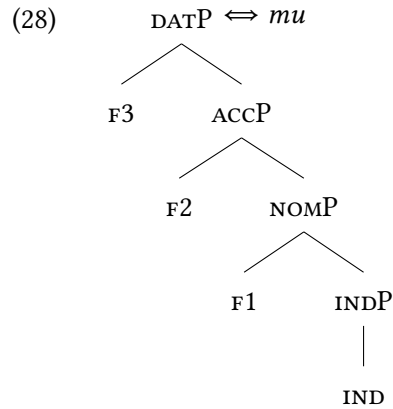 (28) DATP ⇔ mu
F3 ACCP
F2 NOMP
F1 INDP
IND